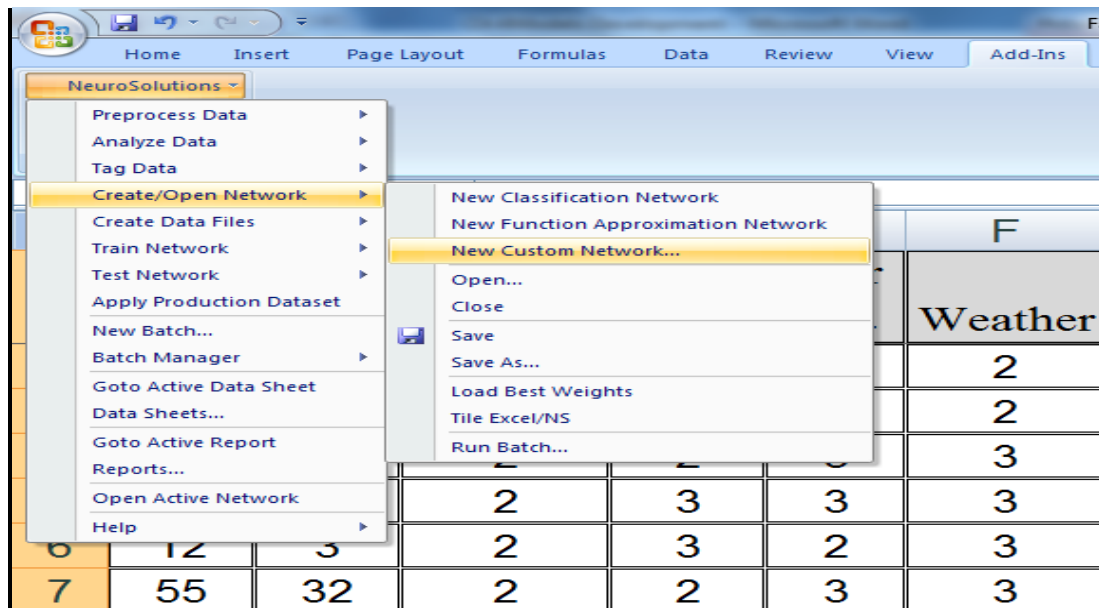 F
Home Insert Page Layout Formulas Data Review View Add-Ins
NeuroSolutions
Preprocess Data
Analyze Data
Tag Data
Create/Open Network
Create Data Files
Train Network
Test Network
Apply Production Dataset
New Batch...
Batch Manager
Goto Active Data Sheet
Data Sheets...
Goto Active Report
Reports...
Open Active Network
Help
New Classification Network
New Function Approximation Network
New Custom Network...
Open...
Close
Save
Save As...
Load Best Weights
Tile Excel/NS
Run Batch...
F
Weather
2
2
3
2 3 3 3
6 12 3 2 3 2 3
7 55 32 2 2 3 3